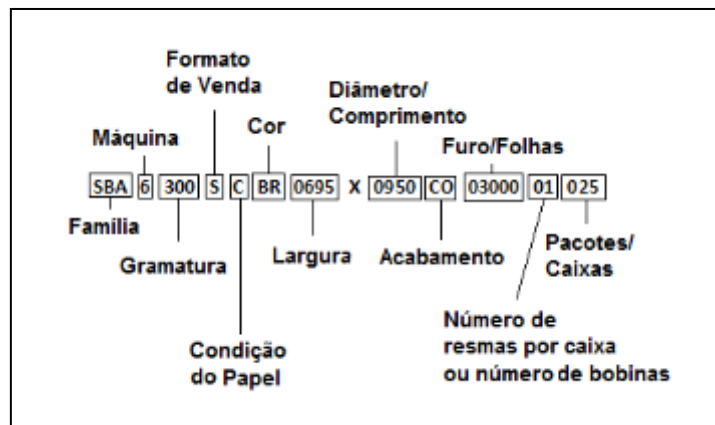 Formato
de Venda
Diâmetro/
Comprimento
Cor
Máquina
Furo/Folhas
SBA 6 300 S C BR 0695 X 0950 CO 03000 01 025
Família
Gramatura
Largura
Acabamento
Pacotes/
Caixas
Condição
do Papel
Número de
resmas por caixa
ou número de bobinas